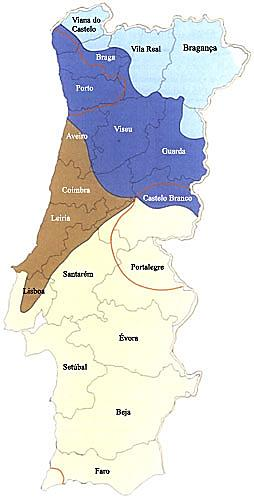 Viana do
Castelo
Bragança
Vila Real
Braga
Porto
Aveiro
Viseu
Guarda
Coimbra
Castelo Branco
Leiria
Santarém
Portalegre
Lisboa
Évora
Setúbal
Beja
Faro